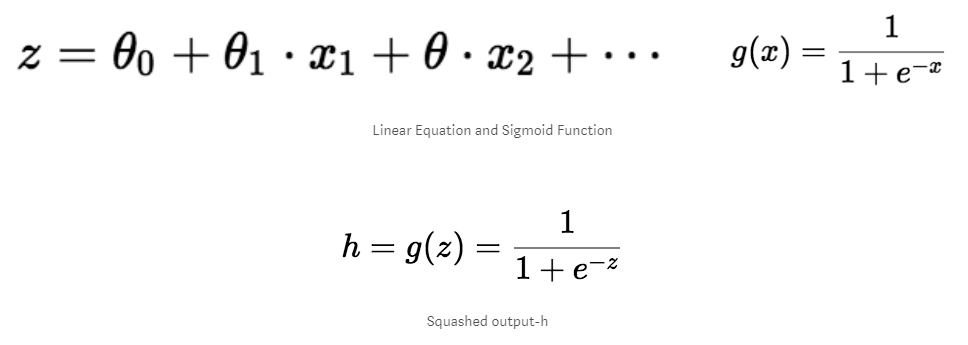 z = θ₀ + θ₁ · x₁ + θ · x₂ + ⋯ g(x) = 1 / (1 + e⁻ˣ)
Linear Equation and Sigmoid Function
h = g(z) = 1 / (1 + e^{−z})
Squashed output-h